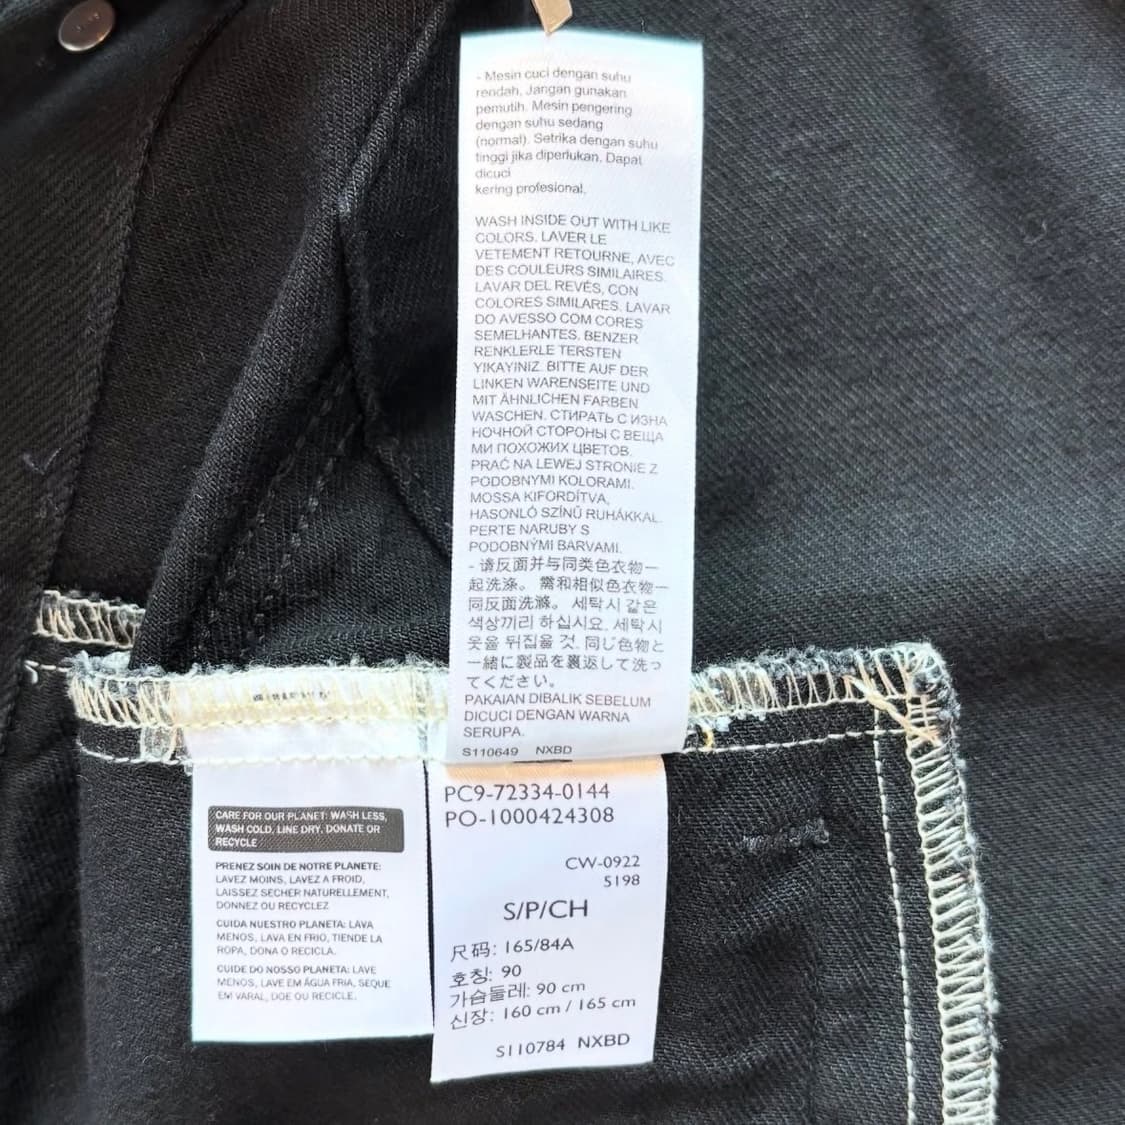 - Mesin cuci dengan suhu
rendah, Jangan gunakan
pemutih. Mesin pengering
dengan suhu sedang
(normal). Setrika dengan suhu
tinggi jika diperlukan. Dapat
dicuci
kering profesional,
WASH INSIDE OUT WITH LIKE
COLORS. LAVER LE
VETEMENT RETOURNE, AVEC
DES COULEURS SIMILAIRES.
LAVAR DEL REVÉS, CON
COLORES SIMILARES. LAVAR
DO AVESSO COM CORES
SEMELHANTES. BENZER
RENKLERLE TERSTEN
YIKAYINIZ. BITTE AUF DER
LINKEN WARENSEITE UND
MIT ÄHNLICHEN FARBEN
WASCHEN. СТИРАТЬ С ИЗНА
НОЧНОЙ СТОРОНЫ С ВЕЩА
МИ ПОХОЖИХ ЦВЕТОВ.
PRAĆ NA LEWEJ STRONIE Z
PODOBNYMI KOLORAMI.
MOSSA KIFORDÍTVA,
HASONLÓ SZÍNŰ RUHÁKKAL.
PERTE NARUBY S
PODOBNÝMI BARVAMI.
- 请反面并与同类色衣物一
起洗涤。需和相似色衣物一
同反面洗滌。세탁시 같은
색상끼리 하십시요. 세탁시
옷을 뒤집을 것. 同じ色物と
一緒に製品を裏返して洗っ
てください。
PAKAIAN DIBALIK SEBELUM
DICUCI DENGAN WARNA
SERUPA.
S110649 NXBD
CARE FOR OUR PLANET: WASH LESS,
WASH COLD, LINE DRY, DONATE OR
RECYCLE
PRENEZ SOIN DE NOTRE PLANETE:
LAVEZ MOINS, LAVEZ A FROID,
LAISSEZ SECHER NATURELLEMENT,
DONNEZ OU RECYCLEZ
CUIDA NUESTRO PLANETA: LAVA
MENOS, LAVA EN FRIO, TIENDE LA
ROPA, DONA O RECICLA.
CUIDE DO NOSSO PLANETA: LAVE
MENOS, LAVE EM ÁGUA FRIA, SEQUE
EM VARAL, DOE OU RECICLE.
PC9-72334-0144
PO-1000424308
CW-0922
5198
S/P/CH
尺码: 165/84A
호칭: 90
가슴둘레: 90 cm
신장: 160 cm / 165 cm
S110784 NXBD